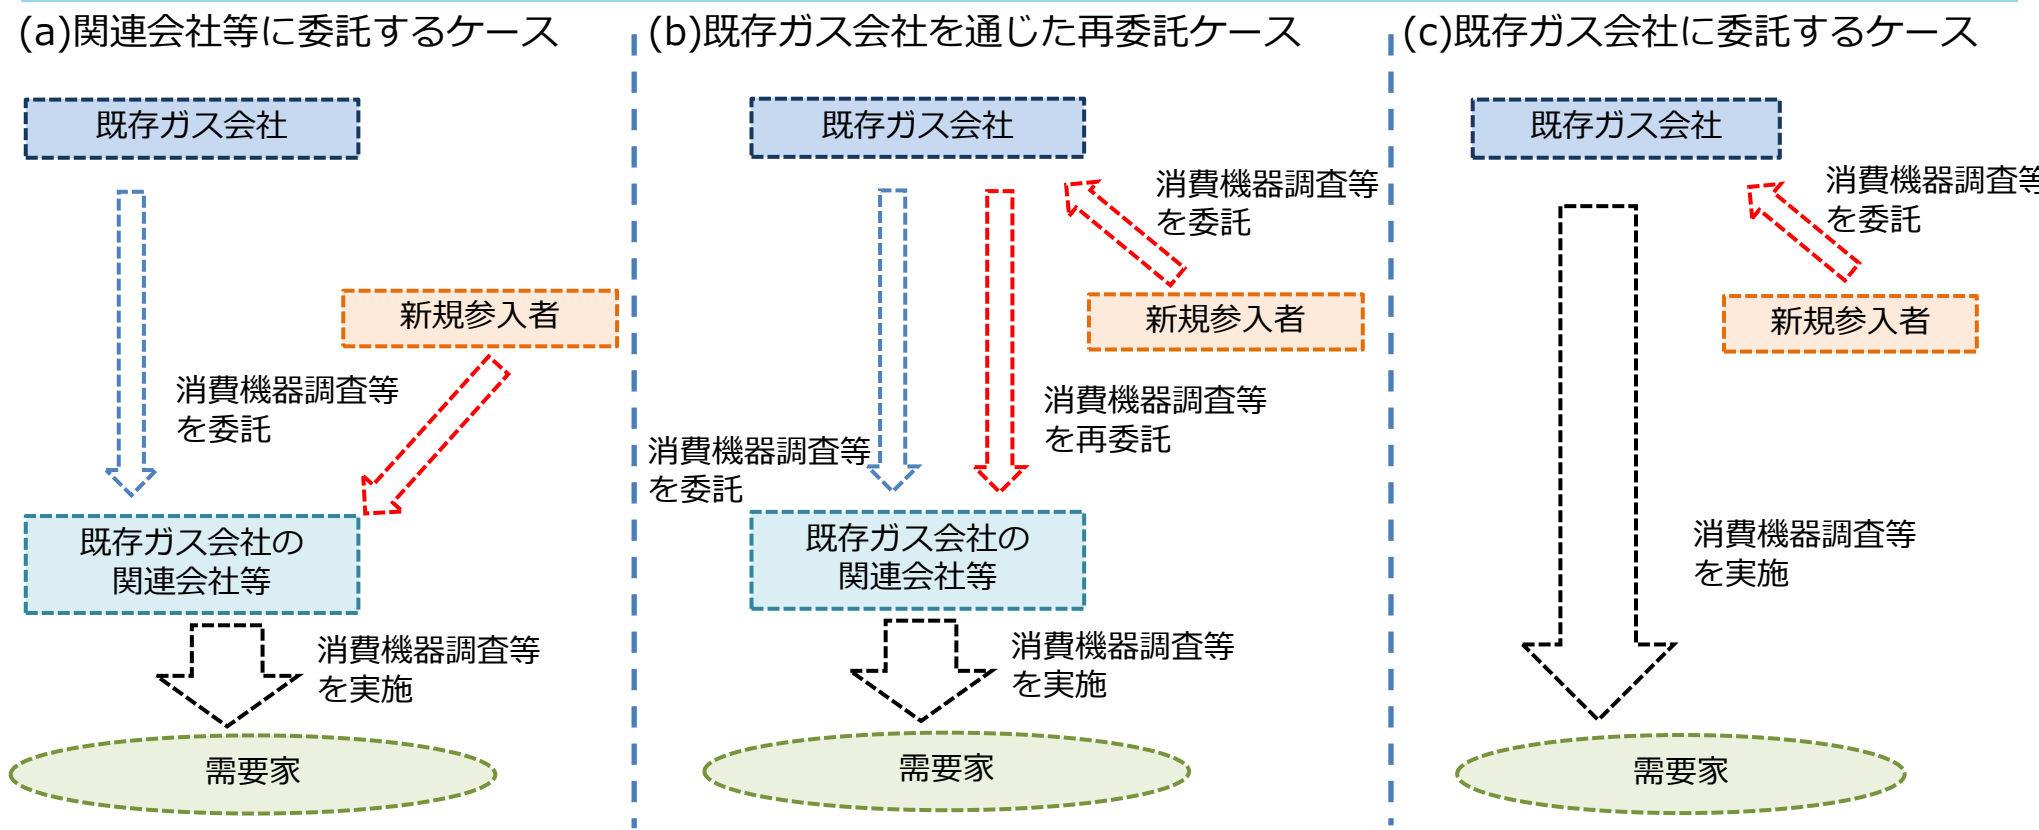 (a)関連会社等に委託するケース
既存ガス会社
新規参入者
消費機器調査等
を委託
既存ガス会社の
関連会社等
消費機器調査等
を実施
需要家
(b)既存ガス会社を通じた再委託ケース
既存ガス会社
消費機器調査等
を委託
新規参入者
消費機器調査等
を再委託
消費機器調査等
を委託
既存ガス会社の
関連会社等
消費機器調査等
を実施
需要家
(c)既存ガス会社に委託するケース
既存ガス会社
消費機器調査等
を委託
新規参入者
消費機器調査等
を実施
需要家